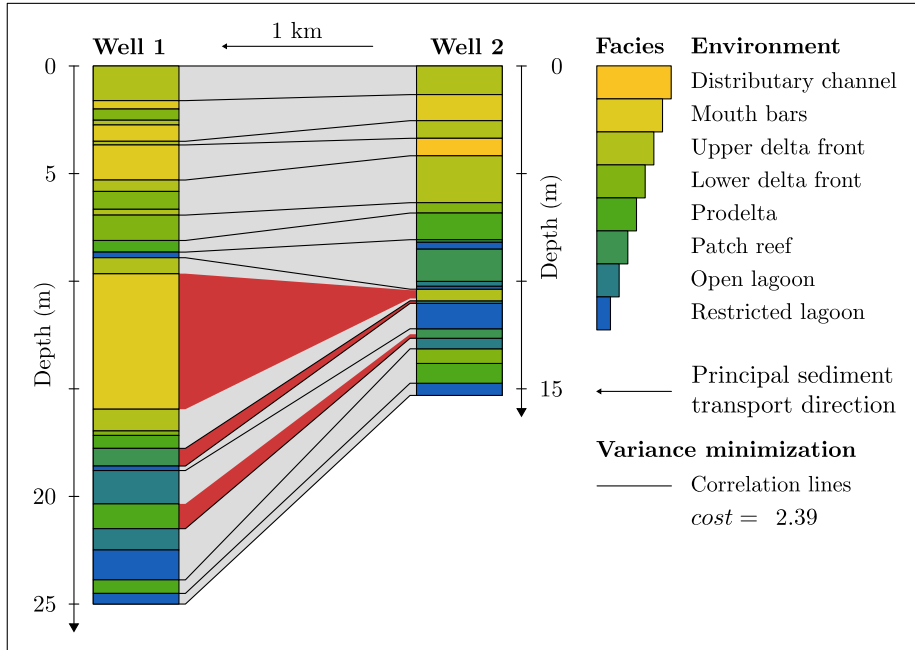 1 km
Well 1
Well 2
0
5
20
25
Depth (m)
0
15
Depth (m)
Facies Environment
Distributary channel
Mouth bars
Upper delta front
Lower delta front
Prodelta
Patch reef
Open lagoon
Restricted lagoon
Principal sediment
transport direction
Variance minimization
Correlation lines
cost = 2.39